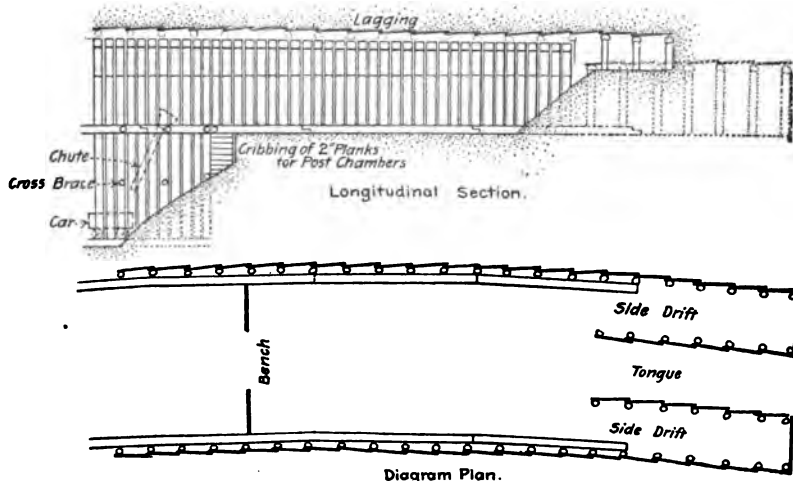 Lagging
Chute
Cribbing of 2" Planks
for Post Chambers
Cross Brace
Longitudinal Section.
Car
Side Drift
Bench
Tongue
Side Drift
Diagram Plan.